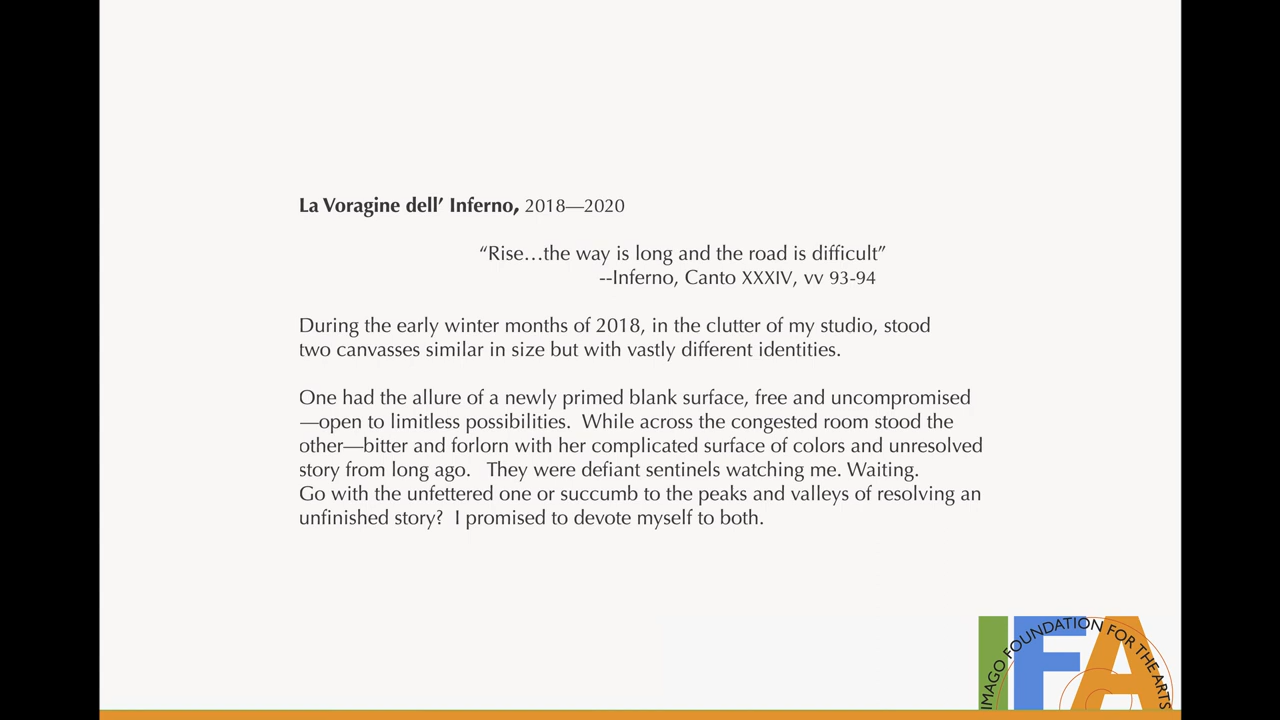 La Voragine dell’ Inferno, 2018—2020
“Rise…the way is long and the road is difficult”
--Inferno, Canto XXXIV, vv 93-94
During the early winter months of 2018, in the clutter of my studio, stood
two canvasses similar in size but with vastly different identities.
One had the allure of a newly primed blank surface, free and uncompromised
—open to limitless possibilities.  While across the congested room stood the
other—bitter and forlorn with her complicated surface of colors and unresolved
story from long ago.   They were defiant sentinels watching me. Waiting.
Go with the unfettered one or succumb to the peaks and valleys of resolving an
unfinished story?  I promised to devote myself to both.
IFA
IMAGO FOUNDATION FOR THE ARTS